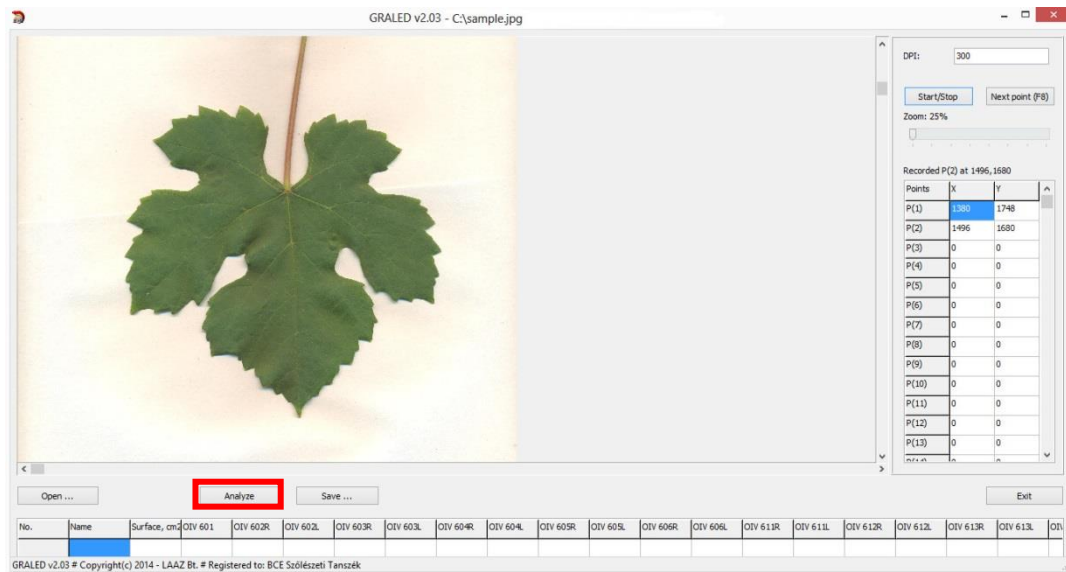 GRALED v2.03 - C:\sample.jpg
DPI: 300
Start/Stop Next point (F8)
Zoom: 25%
Recorded P(2) at 1496,1680
Points X Y
P(1) 1380 1748
P(2) 1496 1680
P(3) 0 0
P(4) 0 0
P(5) 0 0
P(6) 0 0
P(7) 0 0
P(8) 0 0
P(9) 0 0
P(10) 0 0
P(11) 0 0
P(12) 0 0
P(13) 0 0
Open ... Analyze Save ... Exit
No. Name Surface, cm2 OIV 601 OIV 602R OIV 602L OIV 603R OIV 603L OIV 604R OIV 604L OIV 605R OIV 605L OIV 606R OIV 606L OIV 611R OIV 611L OIV 612R OIV 612L OIV 613R OIV 613L
GRALED v2.03 # Copyright(c) 2014 - LAAZ Bt. # Registered to: BCE Szőlészeti Tanszék